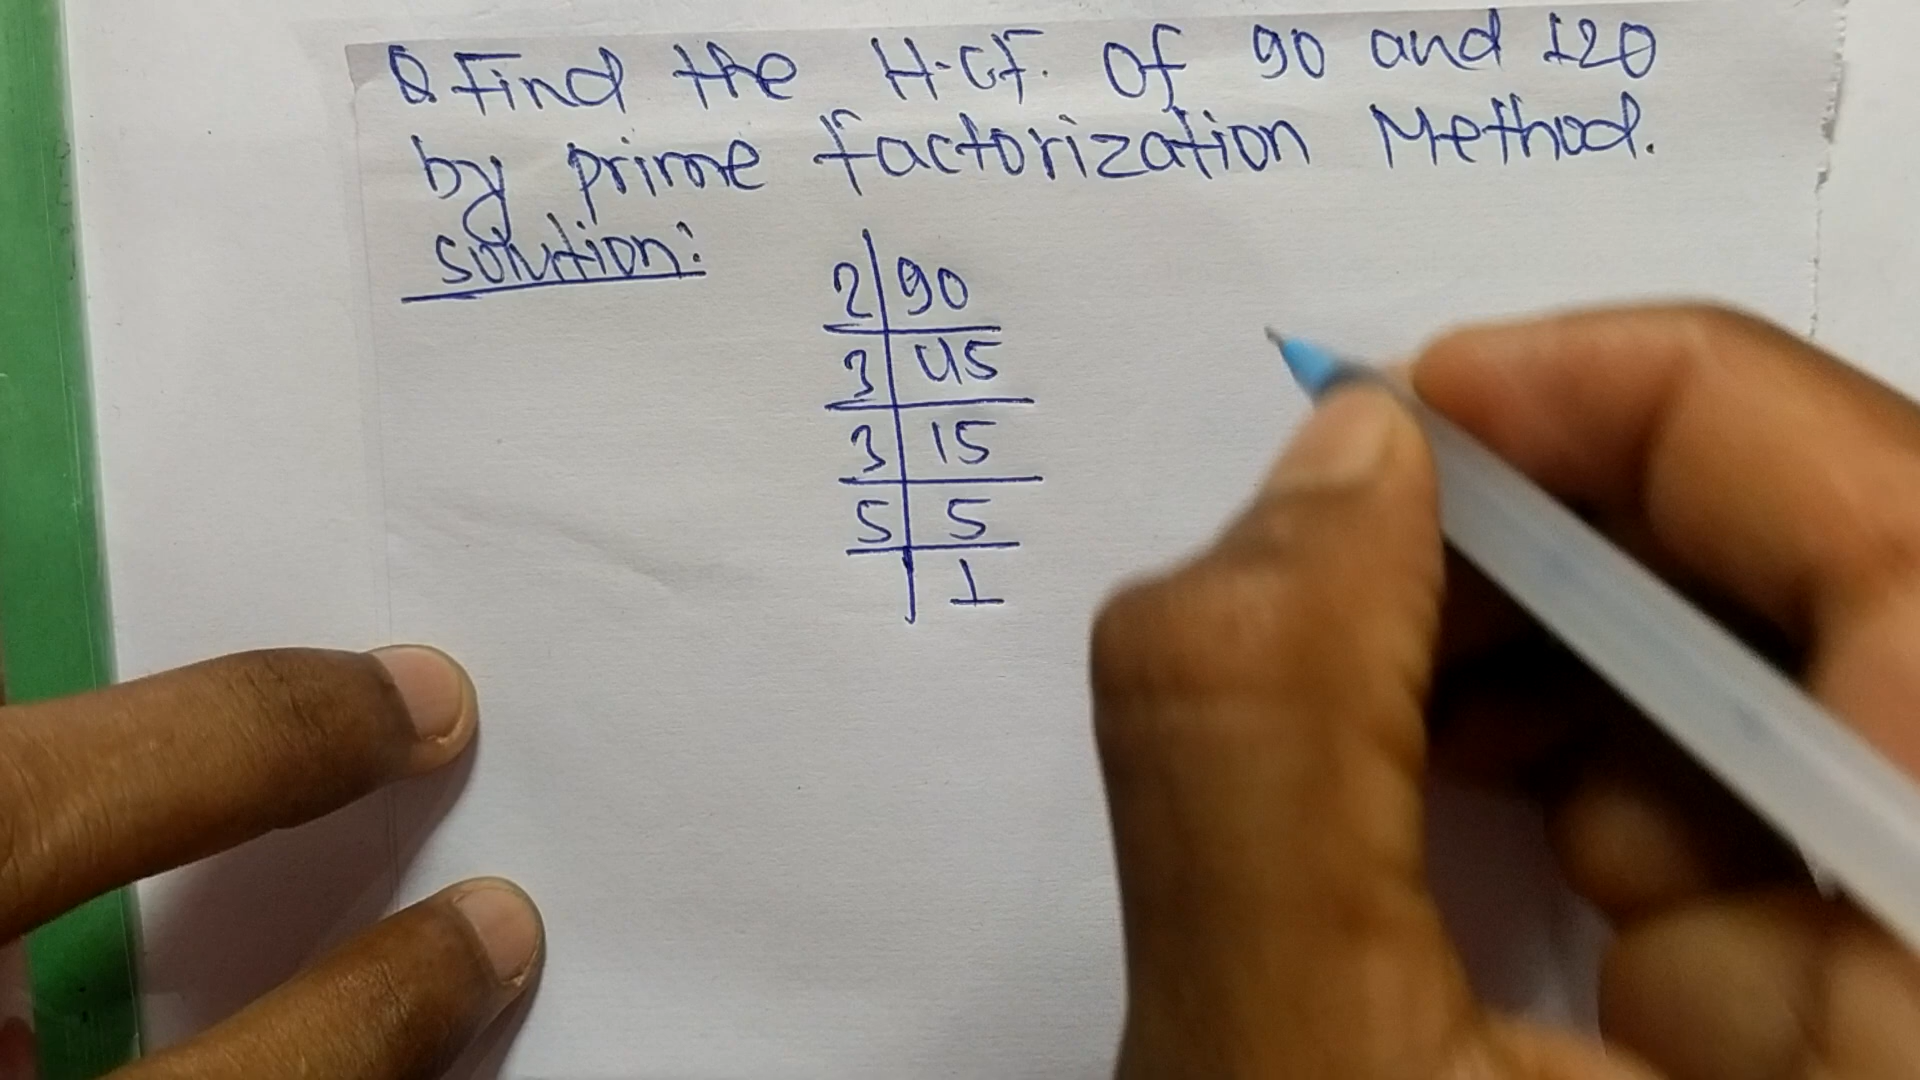 Q Find the H.C.F. Of 90 and 120
by prime factorization Method.
solution:
2 | 90
3 | 45
3 | 15
5 | 5
| 1